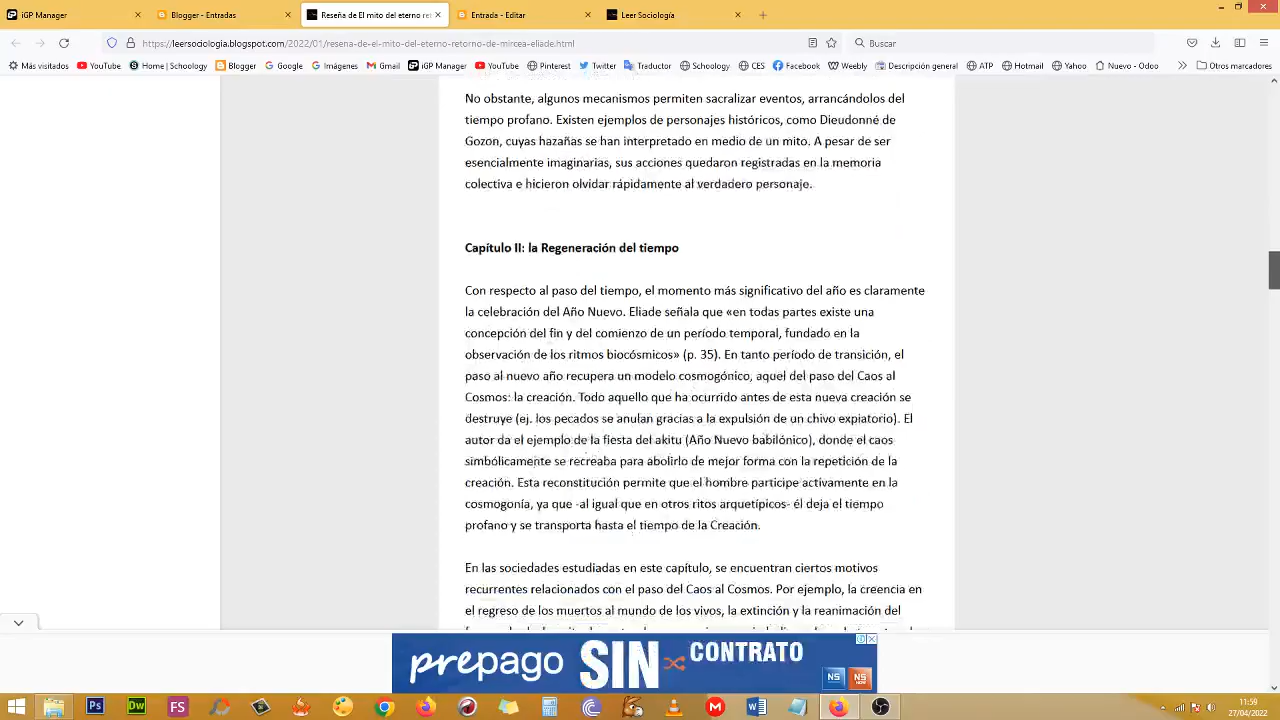 iGP Manager
Blogger - Entradas
Reseña de El mito del eterno re
Entrada - Editar
Leer Sociología
https://leersociologia.blogspot.com/2022/01/resena-de-el-mito-del-eterno-retorno-de-mircea-eliade.html
Buscar
Más visitados YouTube Home | Schoology Blogger Google Imágenes Gmail iGP Manager YouTube Pinterest Twitter Traductor Schoology CES Facebook Weebly Descripción general ATP Hotmail Yahoo Nuevo - Odoo Otros marcadores
No obstante, algunos mecanismos permiten sacralizar eventos, arrancándolos del
tiempo profano. Existen ejemplos de personajes históricos, como Dieudonné de
Gozon, cuyas hazañas se han interpretado en medio de un mito. A pesar de ser
esencialmente imaginarias, sus acciones quedaron registradas en la memoria
colectiva e hicieron olvidar rápidamente al verdadero personaje.
Capítulo II: la Regeneración del tiempo
Con respecto al paso del tiempo, el momento más significativo del año es claramente
la celebración del Año Nuevo. Eliade señala que «en todas partes existe una
concepción del fin y del comienzo de un período temporal, fundado en la
observación de los ritmos biocósmicos» (p. 35). En tanto período de transición, el
paso al nuevo año recupera un modelo cosmogónico, aquel del paso del Caos al
Cosmos: la creación. Todo aquello que ha ocurrido antes de esta nueva creación se
destruye (ej. los pecados se anulan gracias a la expulsión de un chivo expiatorio). El
autor da el ejemplo de la fiesta del akitu (Año Nuevo babilónico), donde el caos
simbólicamente se recreaba para abolirlo de mejor forma con la repetición de la
creación. Esta reconstitución permite que el hombre participe activamente en la
cosmogonía, ya que -al igual que en otros ritos arquetípicos- él deja el tiempo
profano y se transporta hasta el tiempo de la Creación.
En las sociedades estudiadas en este capítulo, se encuentran ciertos motivos
recurrentes relacionados con el paso del Caos al Cosmos. Por ejemplo, la creencia en
el regreso de los muertos al mundo de los vivos, la extinción y la reanimación del
prepago SIN CONTRATO
NS
NS NOW
Ps Dw FS
11:59
27/04/2022